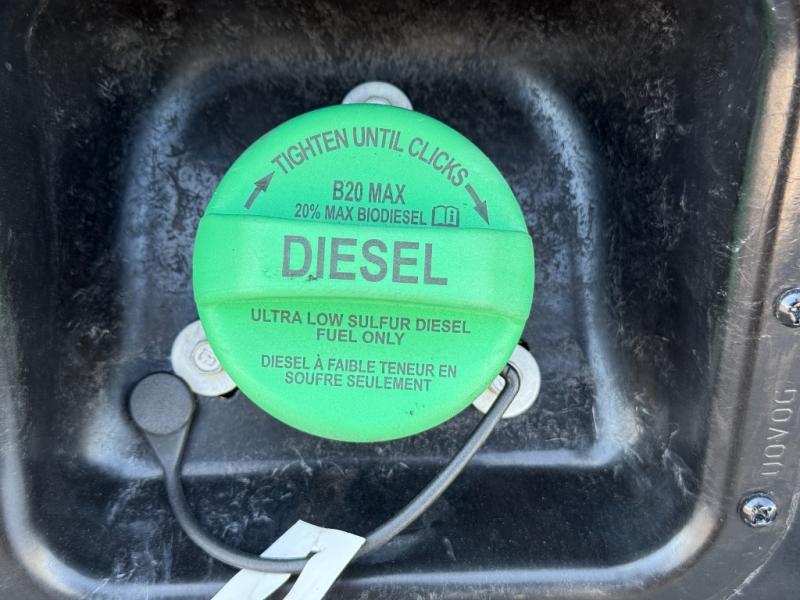 TIGHTEN UNTIL CLICKS
B20 MAX
20% MAX BIODIESEL
DIESEL
ULTRA LOW SULFUR DIESEL
FUEL ONLY
DIESEL À FAIBLE TENEUR EN
SOUFRE SEULEMENT